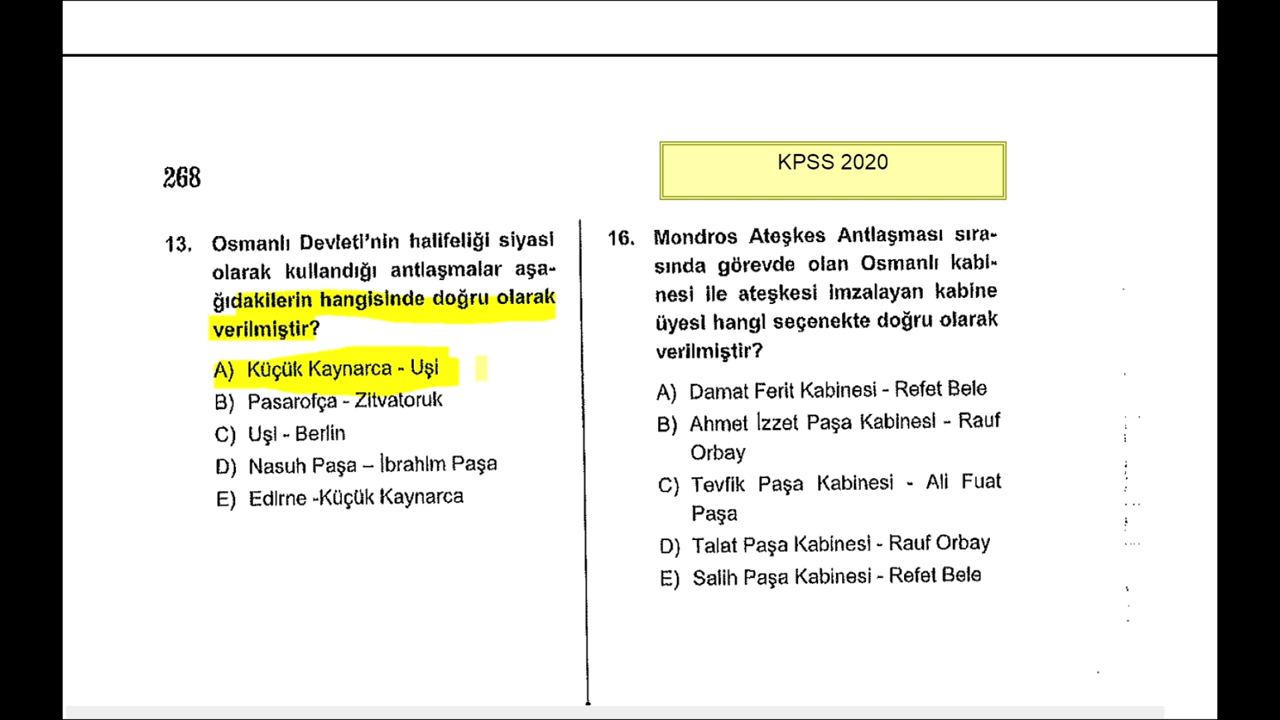 268
KPSS 2020
13. Osmanlı Devleti'nin halifeliği siyasi
olarak kullandığı antlaşmalar aşa-
ğıdakilerin hangisinde doğru olarak
verilmiştir?
A) Küçük Kaynarca - Uşi
B) Pasarofça - Zitvatoruk
C) Uşi - Berlin
D) Nasuh Paşa – İbrahim Paşa
E) Edirne -Küçük Kaynarca
16. Mondros Ateşkes Antlaşması sıra-
sında görevde olan Osmanlı kabi-
nesi ile ateşkesi imzalayan kabine
üyesi hangi seçenekte doğru olarak
verilmiştir?
A) Damat Ferit Kabinesi - Refet Bele
B) Ahmet İzzet Paşa Kabinesi - Rauf
Orbay
C) Tevfik Paşa Kabinesi - Ali Fuat
Paşa
D) Talat Paşa Kabinesi - Rauf Orbay
E) Salih Paşa Kabinesi - Refet Bele